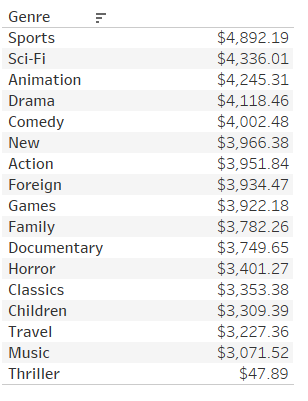 Genre
Sports $4,892.19
Sci-Fi $4,336.01
Animation $4,245.31
Drama $4,118.46
Comedy $4,002.48
New $3,966.38
Action $3,951.84
Foreign $3,934.47
Games $3,922.18
Family $3,782.26
Documentary $3,749.65
Horror $3,401.27
Classics $3,353.38
Children $3,309.39
Travel $3,227.36
Music $3,071.52
Thriller $47.89